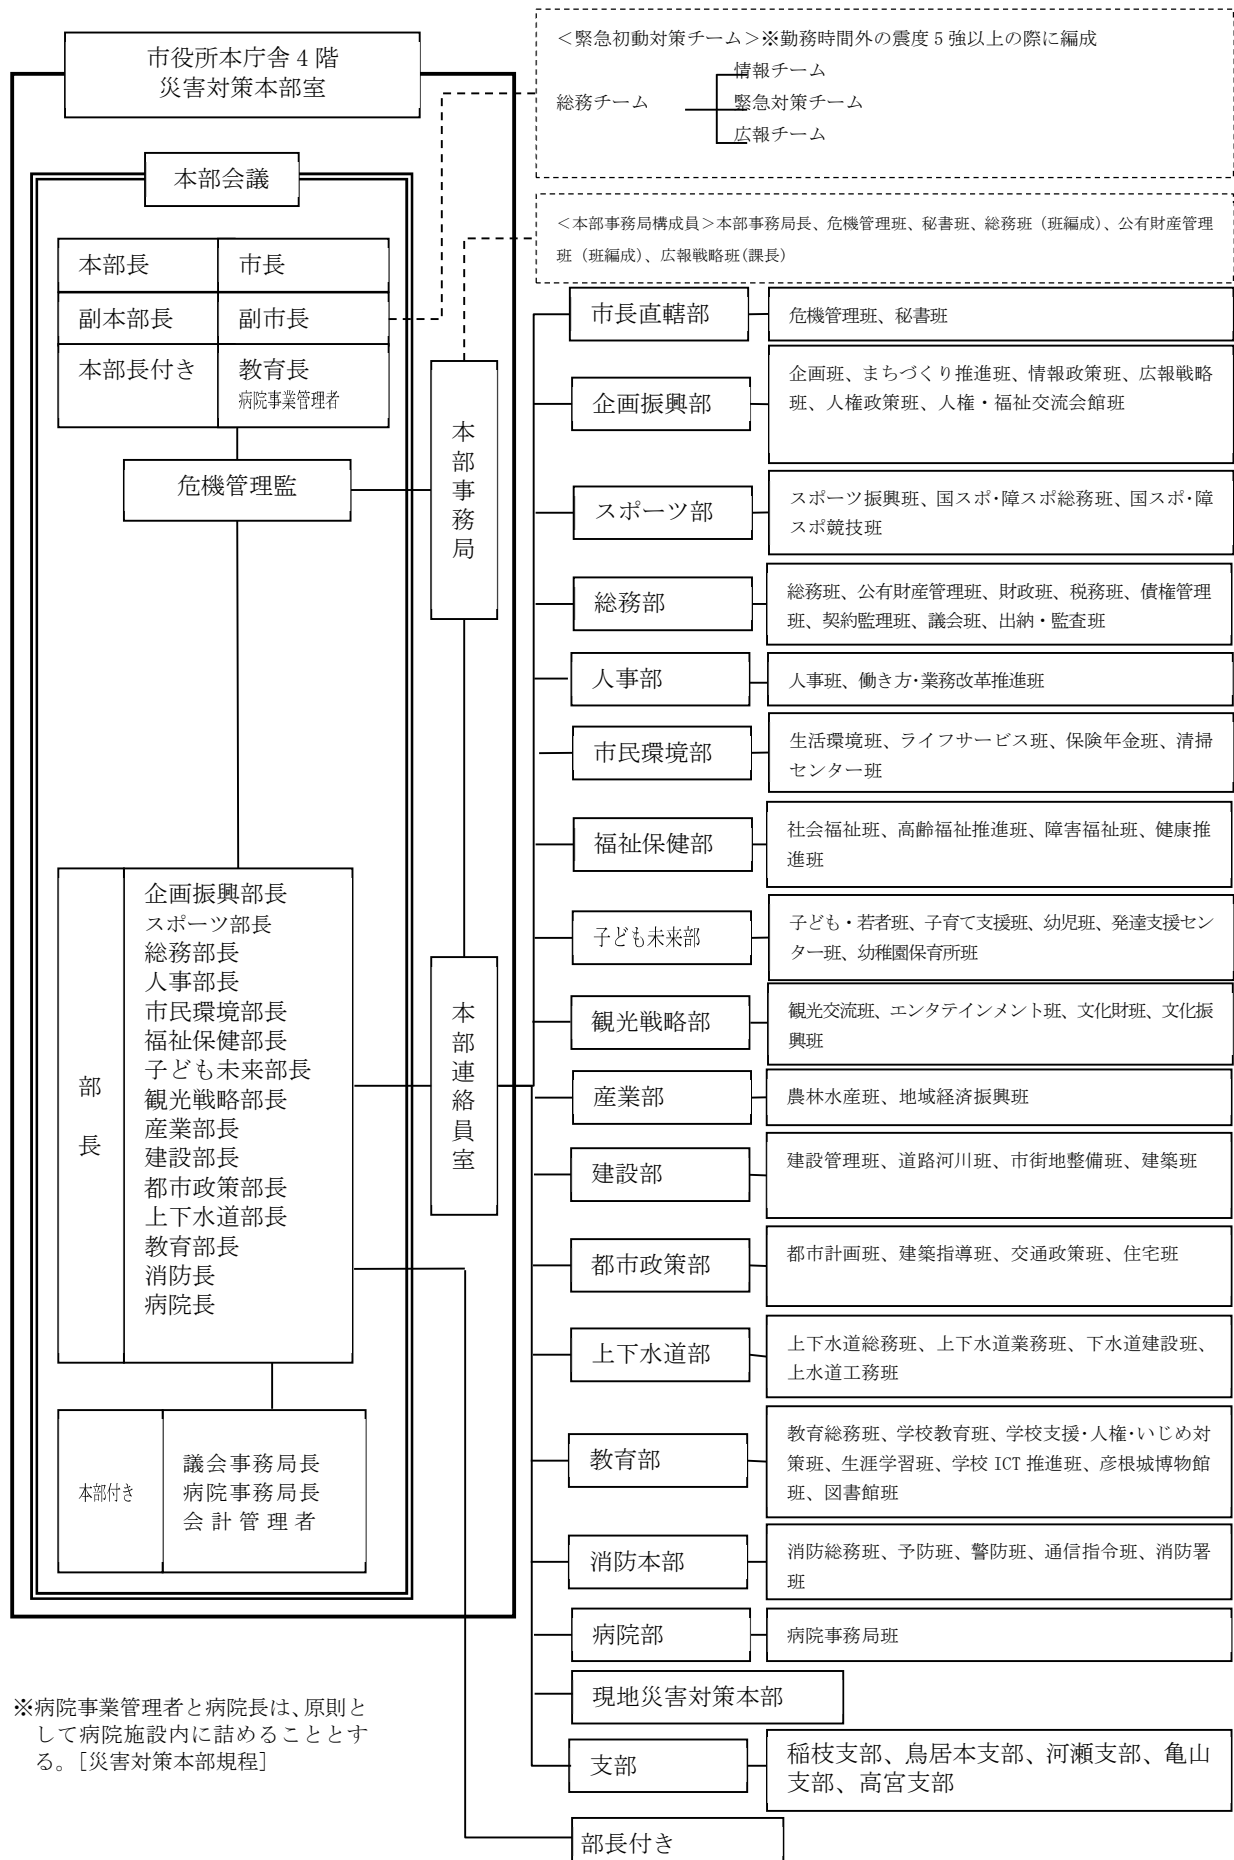 市役所本庁舎４階
災害対策本部室
＜緊急初動対策チーム＞※勤務時間外の震度５強以上の際に編成
情報チーム
総務チーム
緊急対策チーム
広報チーム
＜本部事務局構成員＞本部事務局長、危機管理班、秘書班、総務班（班編成）、公有財産管理
班（班編成）、広報戦略班(課長)
本部会議
本部長
市長
副本部長
副市長
本部長付き
教育長
病院事業管理者
危機管理監
本部事務局
部長
企画振興部長
スポーツ部長
総務部長
人事部長
市民環境部長
福祉保健部長
子ども未来部長
観光戦略部長
産業部長
建設部長
都市政策部長
上下水道部長
教育部長
消防長
病院長
本部連絡員室
本部付き
議会事務局長
病院事務局長
会計管理者
※病院事業管理者と病院長は、原則と
して病院施設内に詰めることとす
る。［災害対策本部規程］
市長直轄部
危機管理班、秘書班
企画振興部
企画班、まちづくり推進班、情報政策班、広報戦略
班、人権政策班、人権・福祉交流会館班
スポーツ部
スポーツ振興班、国スポ・障スポ総務班、国スポ・障
スポ競技班
総務部
総務班、公有財産管理班、財政班、税務班、債権管理
班、契約監理班、議会班、出納・監査班
人事部
人事班、働き方・業務改革推進班
市民環境部
生活環境班、ライフサービス班、保険年金班、清掃
センター班
福祉保健部
社会福祉班、高齢福祉推進班、障害福祉班、健康推
進班
子ども未来部
子ども・若者班、子育て支援班、幼児班、発達支援セン
ター班、幼稚園保育所班
観光戦略部
観光交流班、エンタテインメント班、文化財班、文化振
興班
産業部
農林水産班、地域経済振興班
建設部
建設管理班、道路河川班、市街地整備班、建築班
都市政策部
都市計画班、建築指導班、交通政策班、住宅班
上下水道部
上下水道総務班、上下水道業務班、下水道建設班、
上水道工務班
教育部
教育総務班、学校教育班、学校支援・人権・いじめ対
策班、生涯学習班、学校 ICT 推進班、彦根城博物館
班、図書館班
消防本部
消防総務班、予防班、警防班、通信指令班、消防署
班
病院部
病院事務局班
現地災害対策本部
支部
稲枝支部、鳥居本支部、河瀬支部、亀山
支部、高宮支部
部長付き